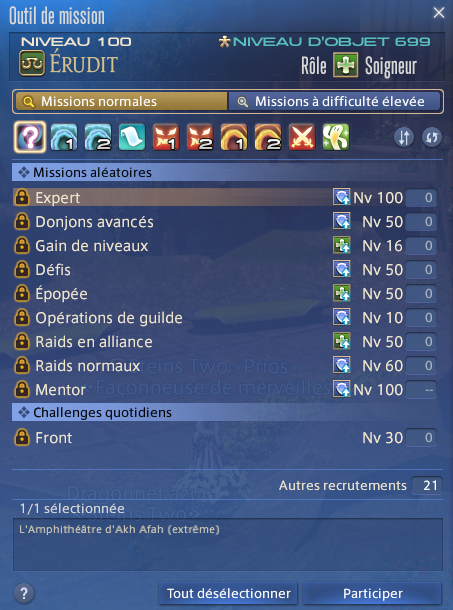 Outil de mission
NIVEAU 100 NIVEAU D'OBJET 699
ÉRUDIT Rôle Soigneur
Missions normales Missions à difficulté élevée
? 1 2 1 2 1 2
Missions aléatoires
Expert Nv 100 0
Donjons avancés Nv 50 0
Gain de niveaux Nv 16 0
Défis Nv 50 0
Épopée Nv 50 0
Opérations de guilde Nv 10 0
Raids en alliance Nv 50 0
Raids normaux Nv 60 0
Mentor Nv 100 --
Challenges quotidiens
Front Nv 30 0
Autres recrutements 21
1/1 sélectionnée
L'Amphithéâtre d'Akh Afah (extrême)
? Tout désélectionner Participer